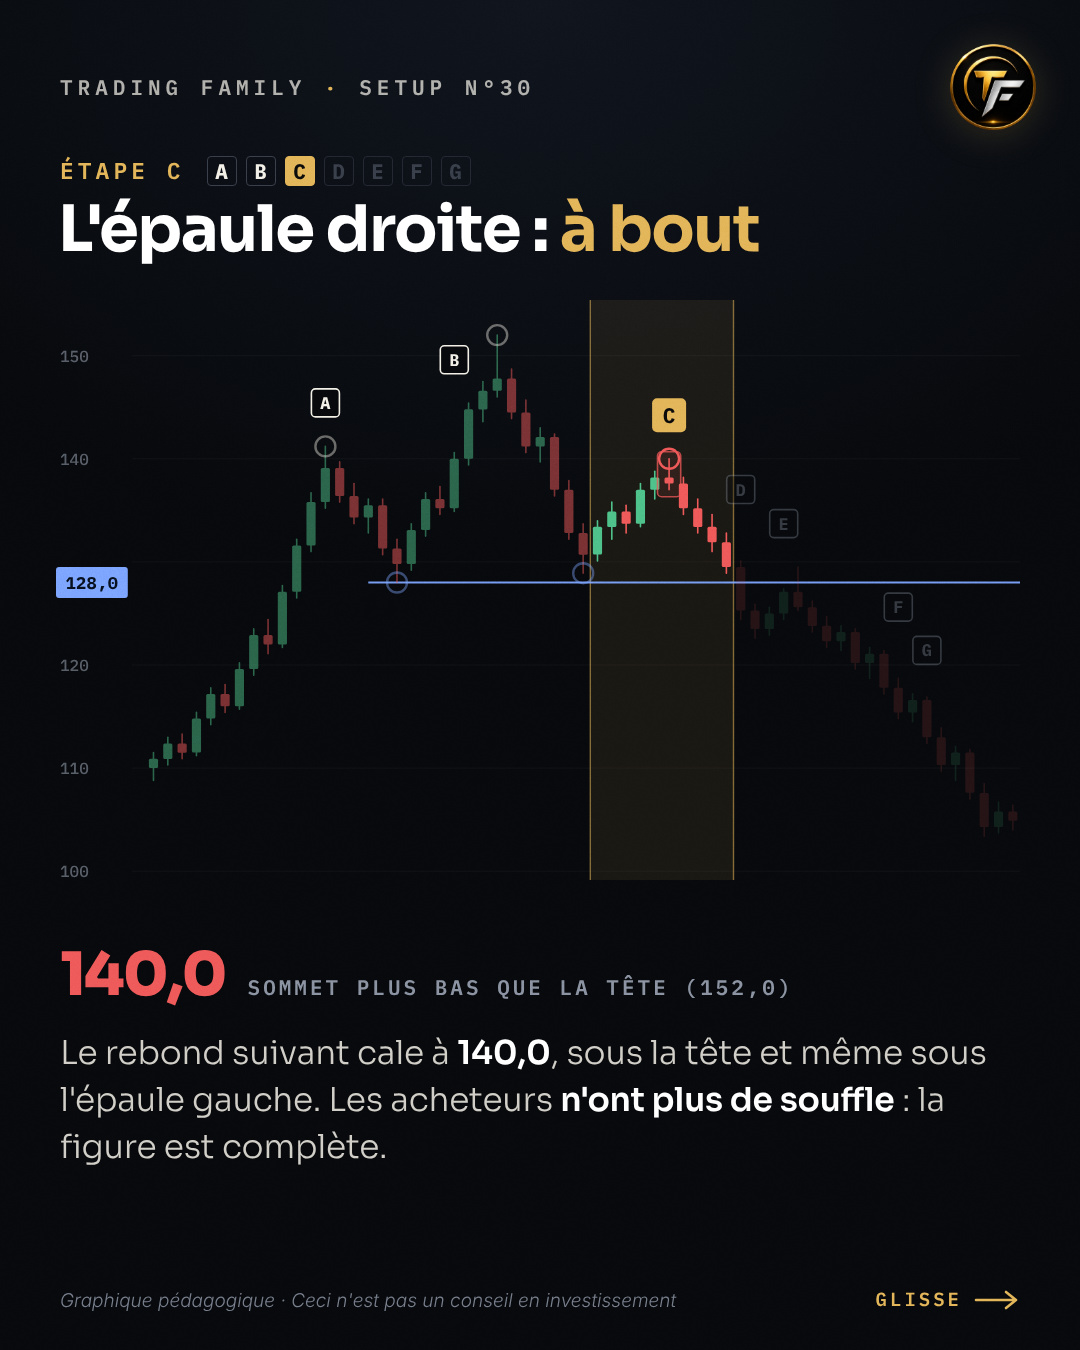 TRADING FAMILY · SETUP N°30
TF
ÉTAPE C A B C D E F G
L'épaule droite : à bout
150
140
128,0
120
110
100
A
B
C
D
E
F
G
140,0 SOMMET PLUS BAS QUE LA TÊTE (152,0)
Le rebond suivant cale à 140,0, sous la tête et même sous
l'épaule gauche. Les acheteurs n'ont plus de souffle : la
figure est complète.
Graphique pédagogique · Ceci n'est pas un conseil en investissement
GLISSE →